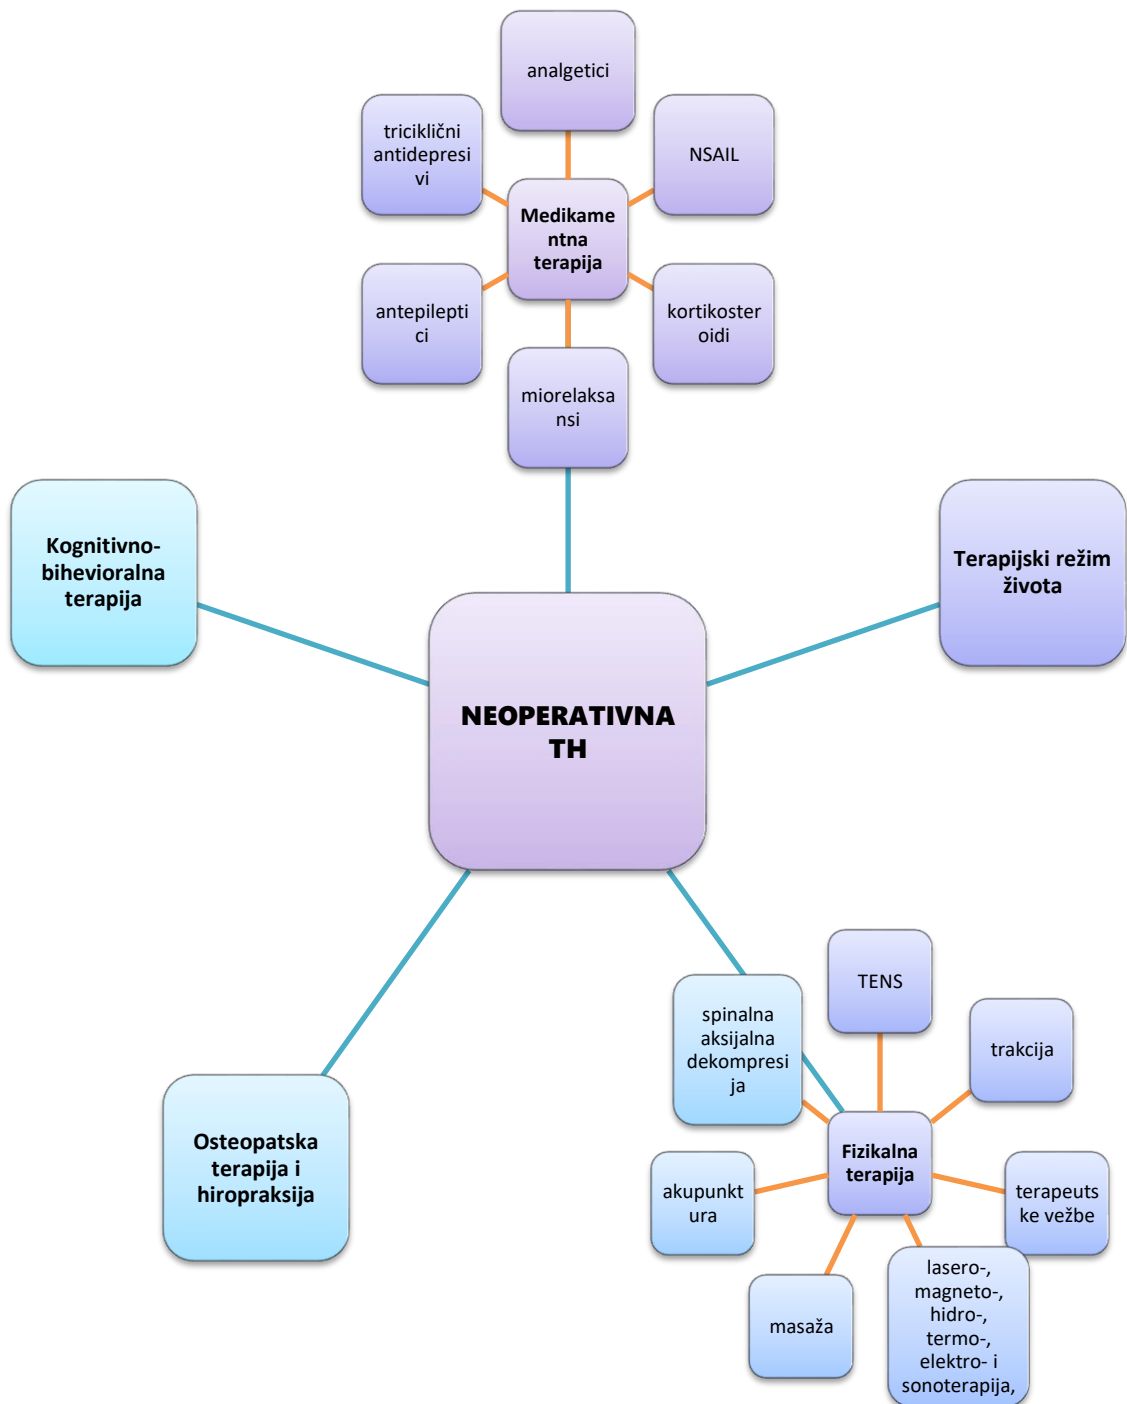 analgetici
triciklični
antidepresi
vi
NSAIL
Medikame
ntna
terapija
antepilepti
ci
kortikoster
oidi
miorelaksa
nsi
Kognitivno-
bihevioralna
terapija
Terapijski režim
života
NEOPERATIVNA
TH
TENS
spinalna
aksijalna
dekompresi
ja
trakcija
Osteopatska
terapija i
hiropraksija
Fizikalna
terapija
akupunkt
ura
terapeuts
ke vežbe
masaža
lasero-,
magneto-,
hidro-,
termo-,
elektro- i
sonoterapija,